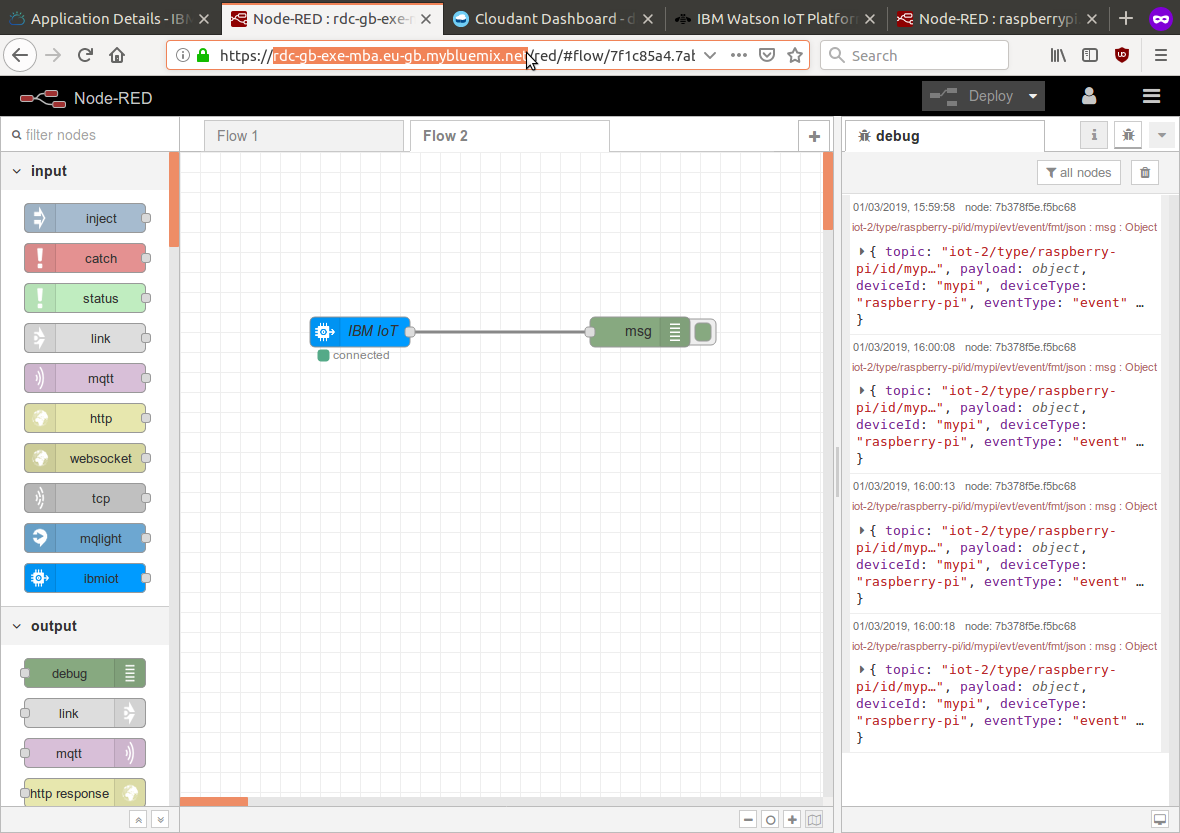 Application Details - IBM
Node-RED : rdc-gb-exe-m
Cloudant Dashboard - d
IBM Watson IoT Platform
Node-RED : raspberrypi
https://rdc-gb-exe-mba.eu-gb.mybluemix.net/red/#flow/7f1c85a4.7ab
Search
Node-RED
Deploy
filter nodes
Flow 1
Flow 2
debug
i
all nodes
input
inject
catch
status
link
mqtt
http
websocket
tcp
mqlight
ibmiot
output
debug
link
mqtt
http response
IBM IoT
connected
msg
01/03/2019, 15:59:58 node: 7b378f5e.f5bc68
iot-2/type/raspberry-pi/id/mypi/evt/event/fmt/json : msg : Object
{ topic: "iot-2/type/raspberry-
pi/id/myp…", payload: object,
deviceId: "mypi", deviceType:
"raspberry-pi", eventType: "event" …
}
01/03/2019, 16:00:08 node: 7b378f5e.f5bc68
iot-2/type/raspberry-pi/id/mypi/evt/event/fmt/json : msg : Object
{ topic: "iot-2/type/raspberry-
pi/id/myp…", payload: object,
deviceId: "mypi", deviceType:
"raspberry-pi", eventType: "event" …
}
01/03/2019, 16:00:13 node: 7b378f5e.f5bc68
iot-2/type/raspberry-pi/id/mypi/evt/event/fmt/json : msg : Object
{ topic: "iot-2/type/raspberry-
pi/id/myp…", payload: object,
deviceId: "mypi", deviceType:
"raspberry-pi", eventType: "event" …
}
01/03/2019, 16:00:18 node: 7b378f5e.f5bc68
iot-2/type/raspberry-pi/id/mypi/evt/event/fmt/json : msg : Object
{ topic: "iot-2/type/raspberry-
pi/id/myp…", payload: object,
deviceId: "mypi", deviceType:
"raspberry-pi", eventType: "event" …
}